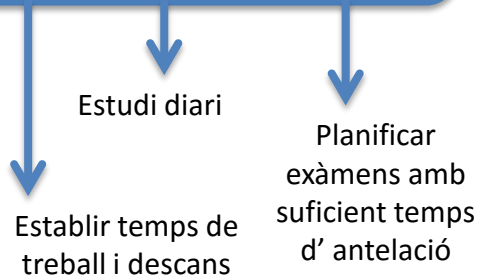 Estudi diari
Planificar
exàmens amb
suficient temps
d’ antelació
Establir temps de
treball i descans